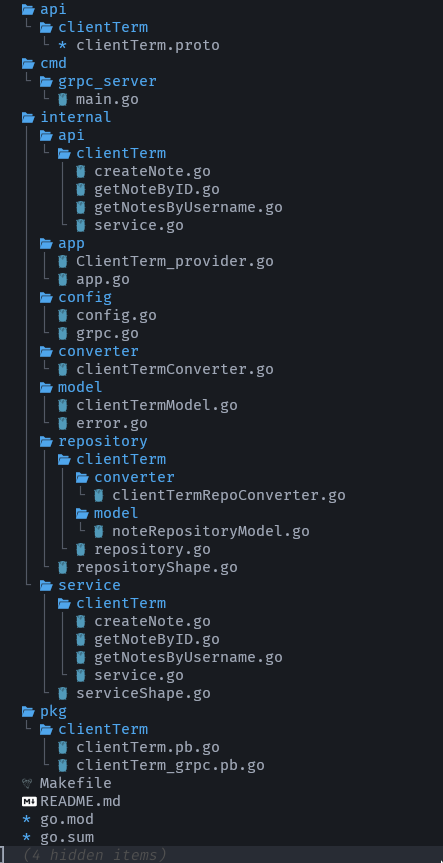 api
clientTerm
* clientTerm.proto
cmd
grpc_server
main.go
internal
api
clientTerm
createNote.go
getNoteByID.go
getNotesByUsername.go
service.go
app
ClientTerm_provider.go
app.go
config
config.go
grpc.go
converter
clientTermConverter.go
model
clientTermModel.go
error.go
repository
clientTerm
converter
clientTermRepoConverter.go
model
noteRepositoryModel.go
repository.go
repositoryShape.go
service
clientTerm
createNote.go
getNoteByID.go
getNotesByUsername.go
service.go
serviceShape.go
pkg
clientTerm
clientTerm.pb.go
clientTerm_grpc.pb.go
Makefile
README.md
* go.mod
* go.sum
(4 hidden items)